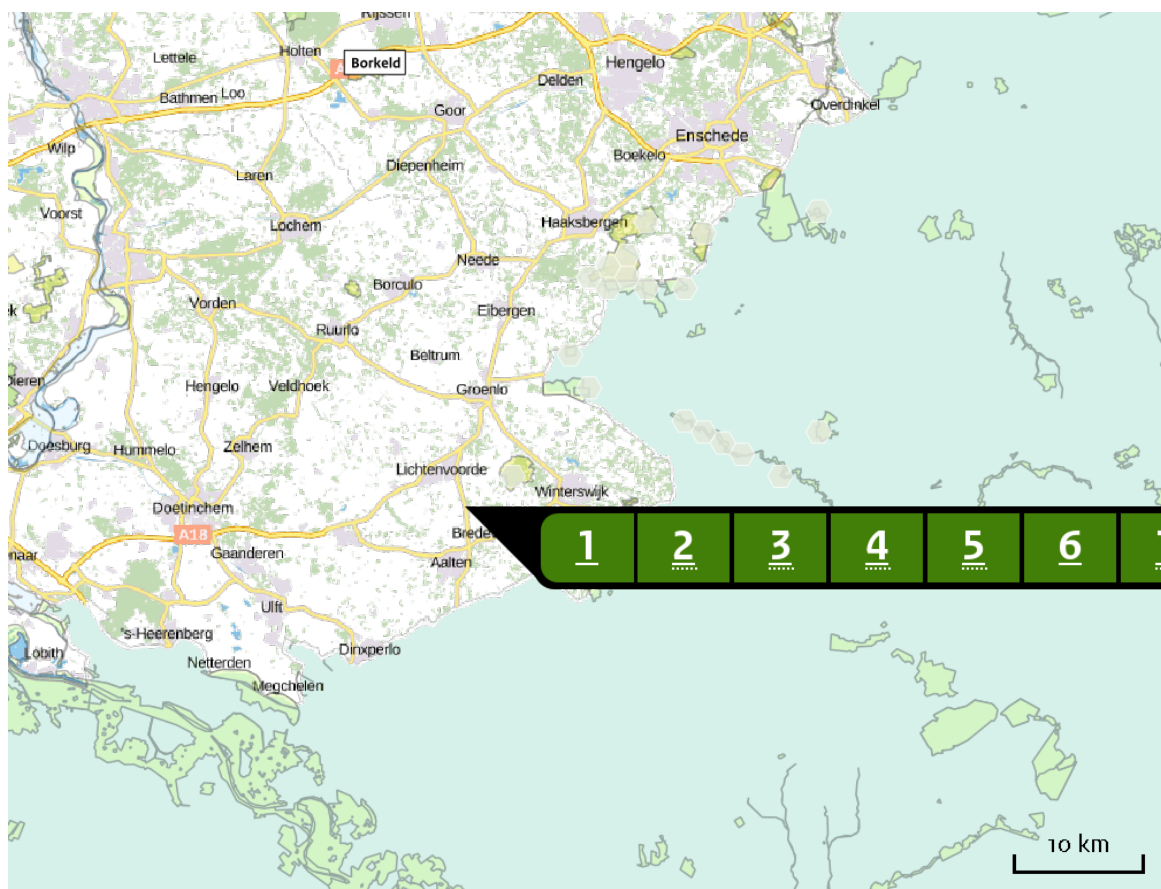 Rijssen
Holten
Lettele
Borkeld
Hengelo
Delden
Bathmen
Loo
Goor
Overdinkel
Enschede
Wilp
Boekelo
Diepenheim
Laren
Voorst
Lochem
Haaksbergen
Neede
Borculo
Vorden
Eibergen
Ruurlo
Beltrum
Dieren
Hengelo
Veldhoek
Groenlo
Doesburg
Hummelo
Zelhem
Lichtenvoorde
Winterswijk
Doetinchem
A18
Gaanderen
Aalten
1 2 3 4 5 6
Ulft
's-Heerenberg
Dinxperlo
Lobith
Netterden
Megchelen
10 km